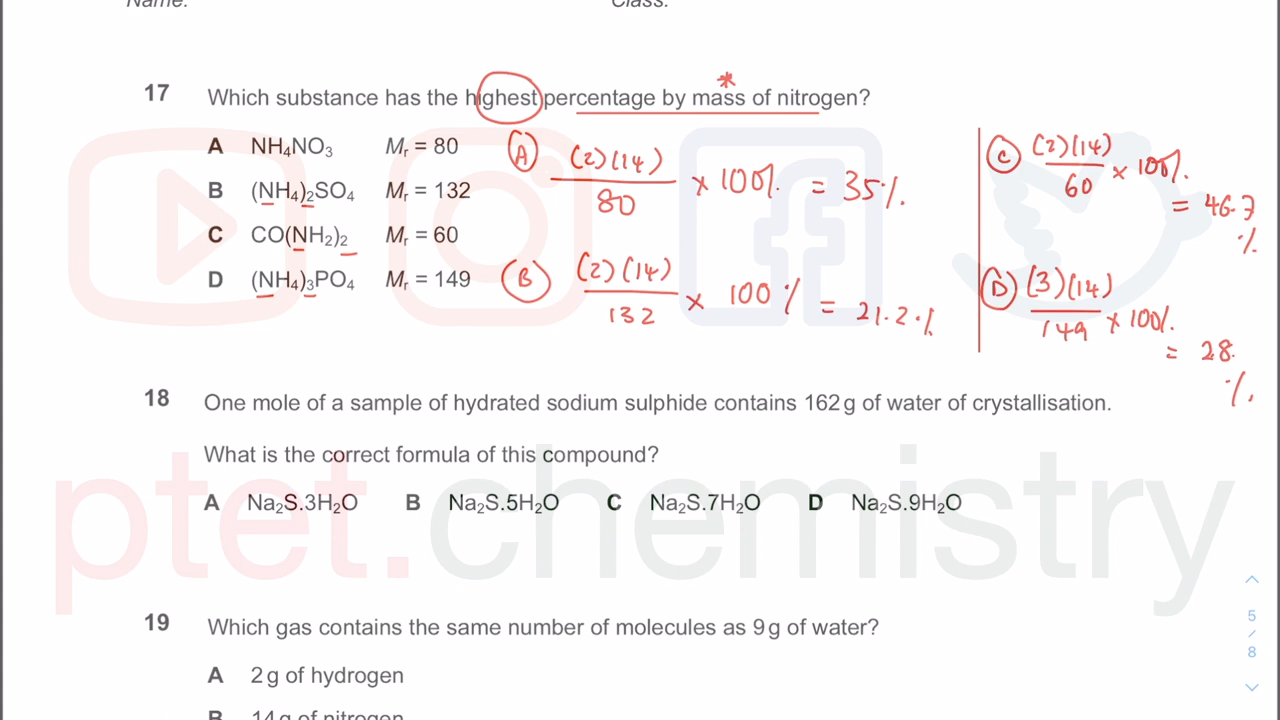 Name: Class:
17 Which substance has the highest percentage by mass of nitrogen?
*
A NH₄NO₃ Mr = 80
B (NH₄)₂SO₄ Mr = 132
C CO(NH₂)₂ Mr = 60
D (NH₄)₃PO₄ Mr = 149
A (2)(14)
80
× 100% = 35%.
B (2)(14)
132
× 100% = 21.2%
C (2)(14)
60
× 100%.
= 46.7
%
D (3)(14)
149
× 100%.
= 28.
%.
18 One mole of a sample of hydrated sodium sulphide contains 162 g of water of crystallisation.
What is the correct formula of this compound?
A Na₂S.3H₂O B Na₂S.5H₂O C Na₂S.7H₂O D Na₂S.9H₂O
ptet.chemistry
19 Which gas contains the same number of molecules as 9 g of water?
A 2 g of hydrogen
B 14 g of nitrogen
5
/
8